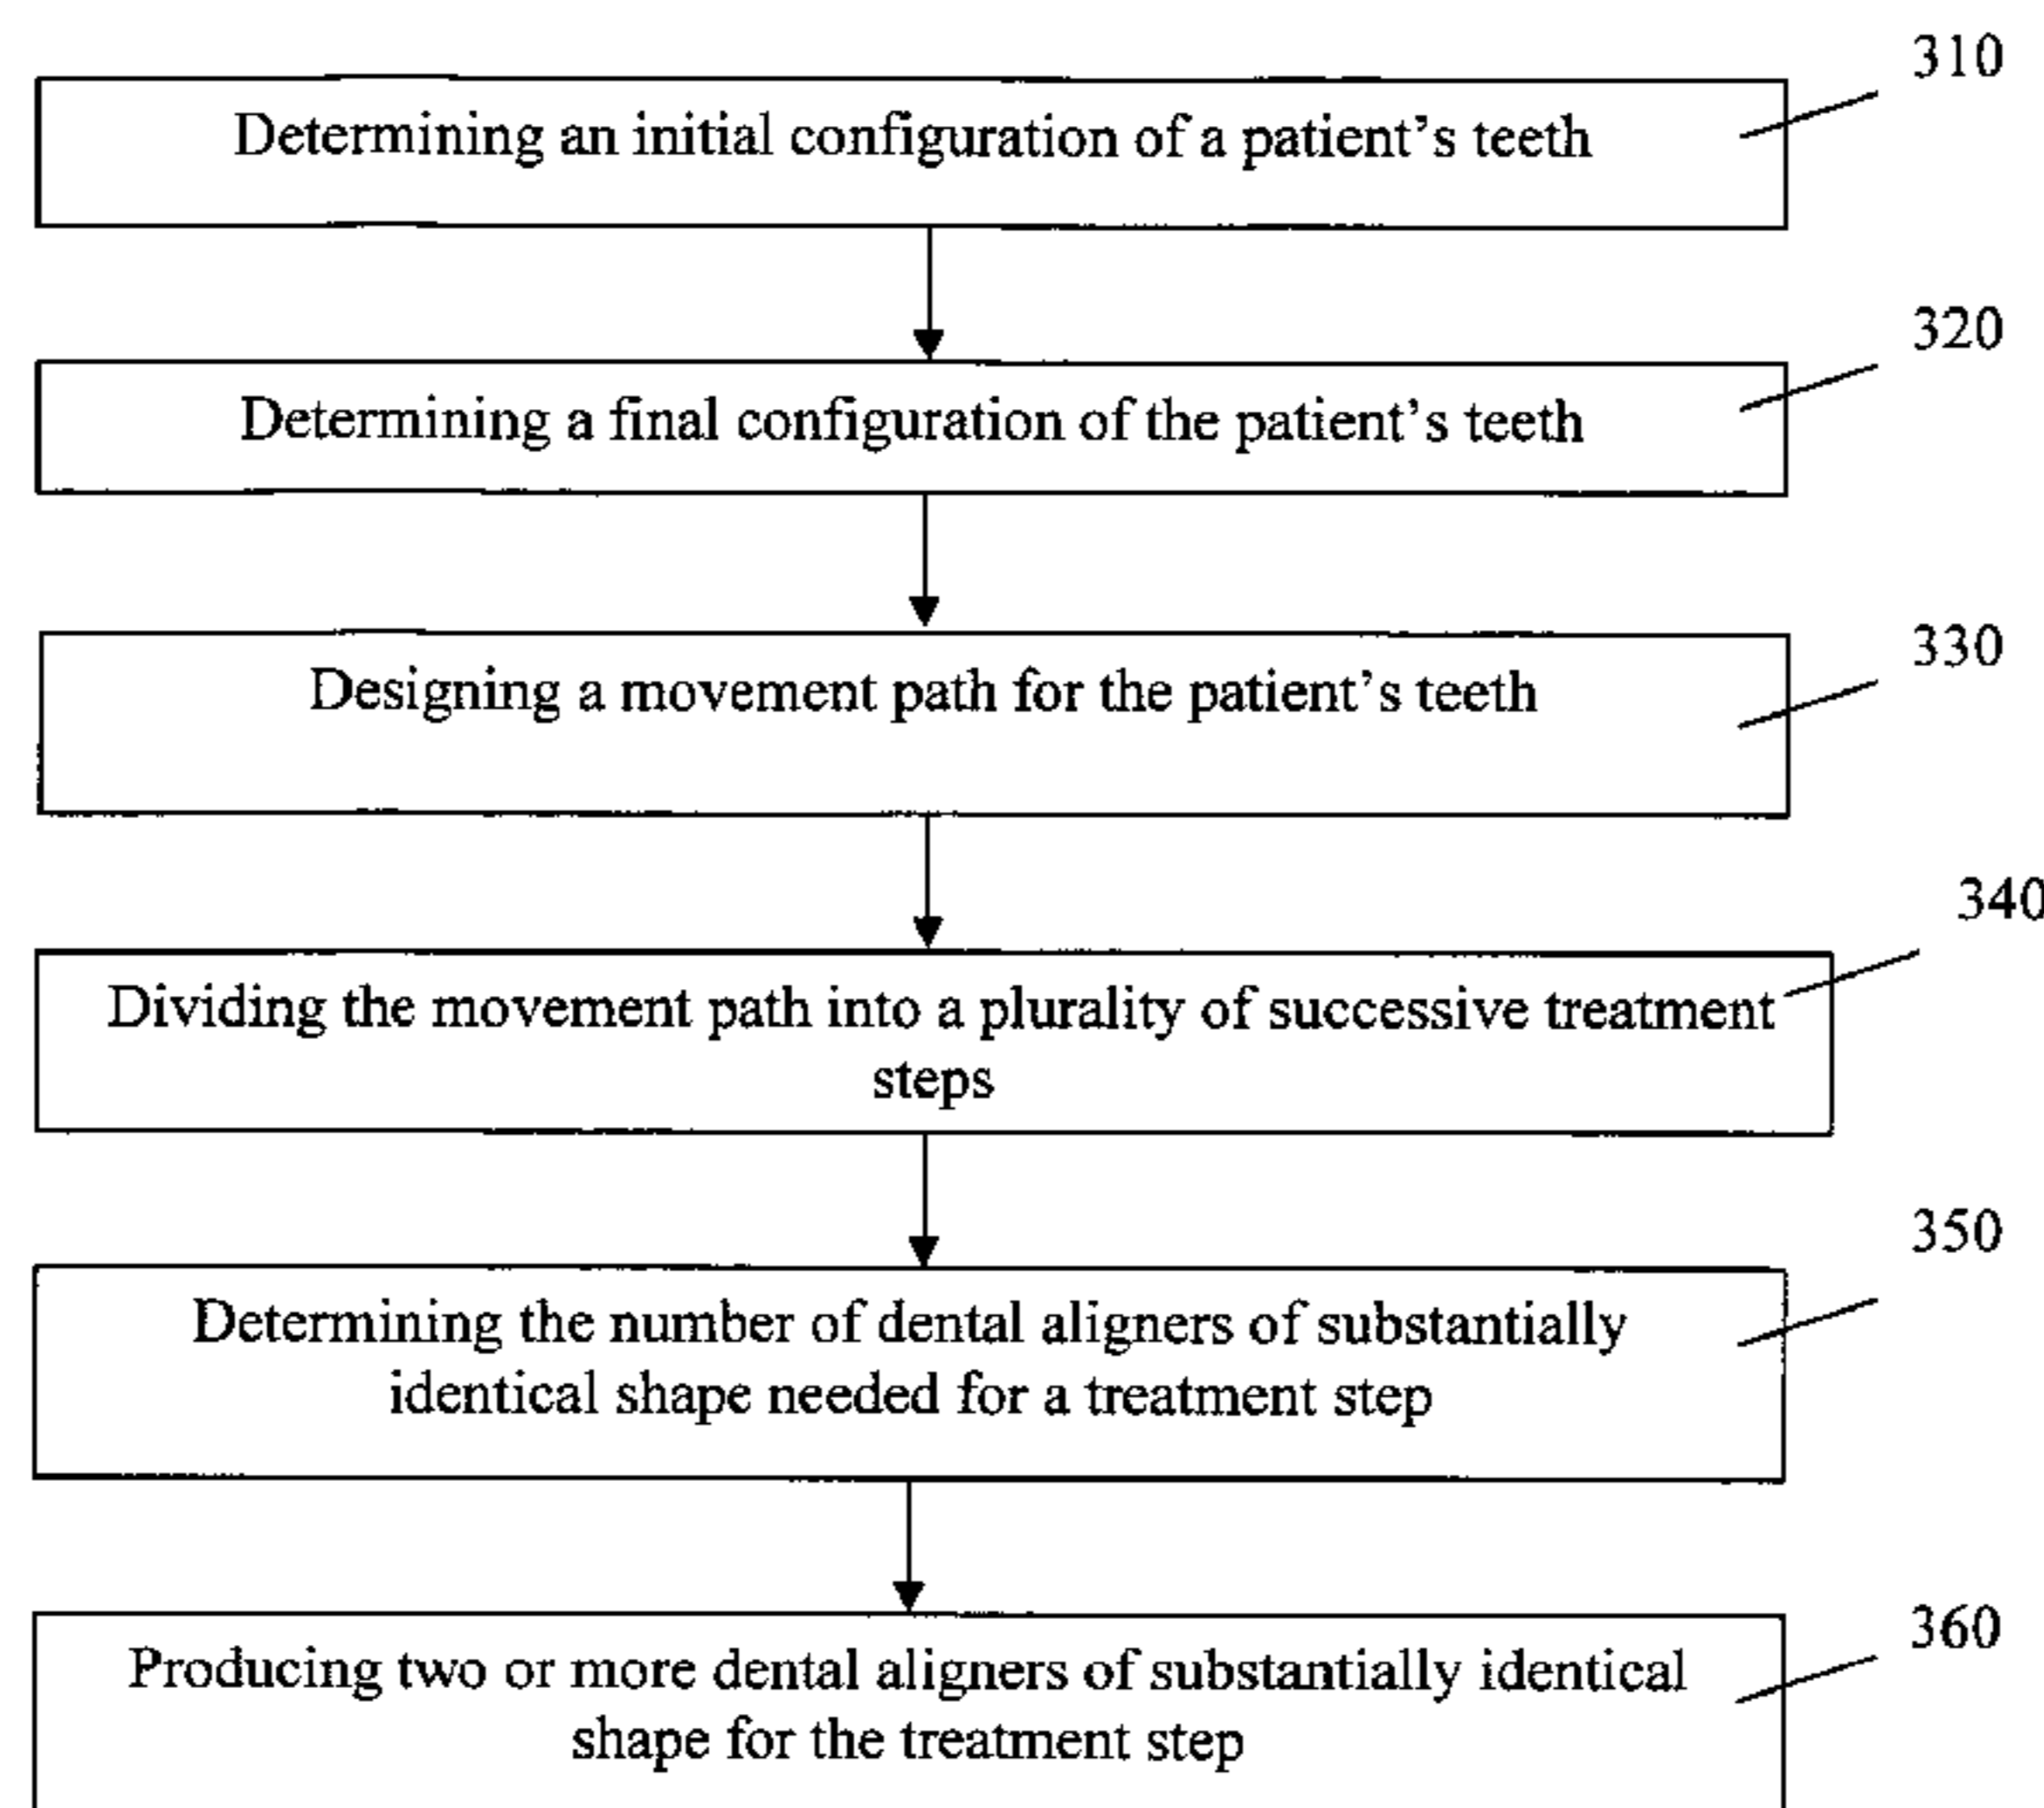 310
Determining an initial configuration of a patient's teeth
320
Determining a final configuration of the patient's teeth
330
Designing a movement path for the patient's teeth
340
Dividing the movement path into a plurality of successive treatment
steps
350
Determining the number of dental aligners of substantially
identical shape needed for a treatment step
360
Producing two or more dental aligners of substantially identical
shape for the treatment step